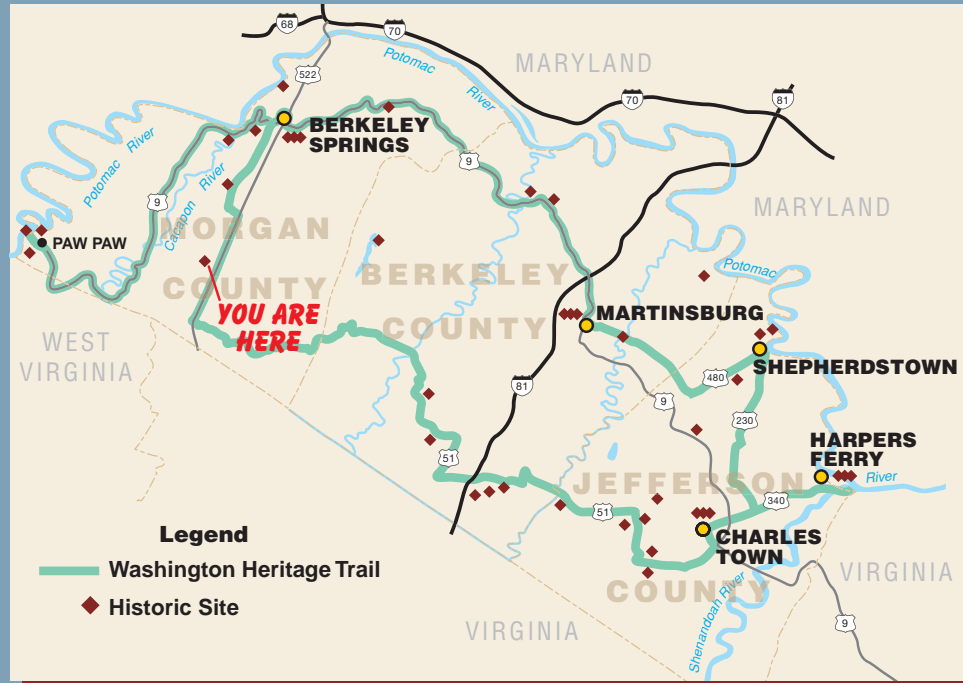 68
70
Potomac
River
MARYLAND
522
70
81
BERKELEY
SPRINGS
Potomac River
9
9
Cacapon River
MORGAN
COUNTY
PAW PAW
MARYLAND
BERKELEY
COUNTY
Potomac
YOU ARE
HERE
WEST
VIRGINIA
MARTINSBURG
SHEPHERDSTOWN
480
81
9
230
HARPERS
FERRY
51
River
JEFFERSON
COUNTY
340
51
CHARLES
TOWN
Legend
Washington Heritage Trail
Historic Site
VIRGINIA
VIRGINIA
Shenandoah River
9